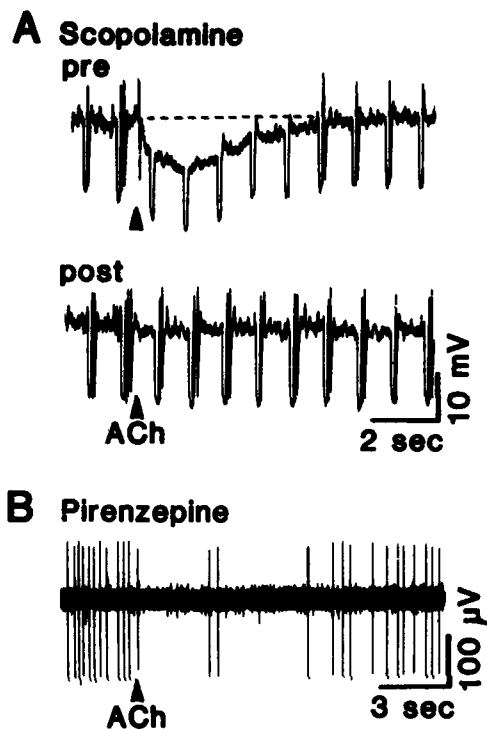 A Scopolamine
pre
post
10 mV
ACh
2 sec
B Pirenzepine
100 µV
ACh
3 sec